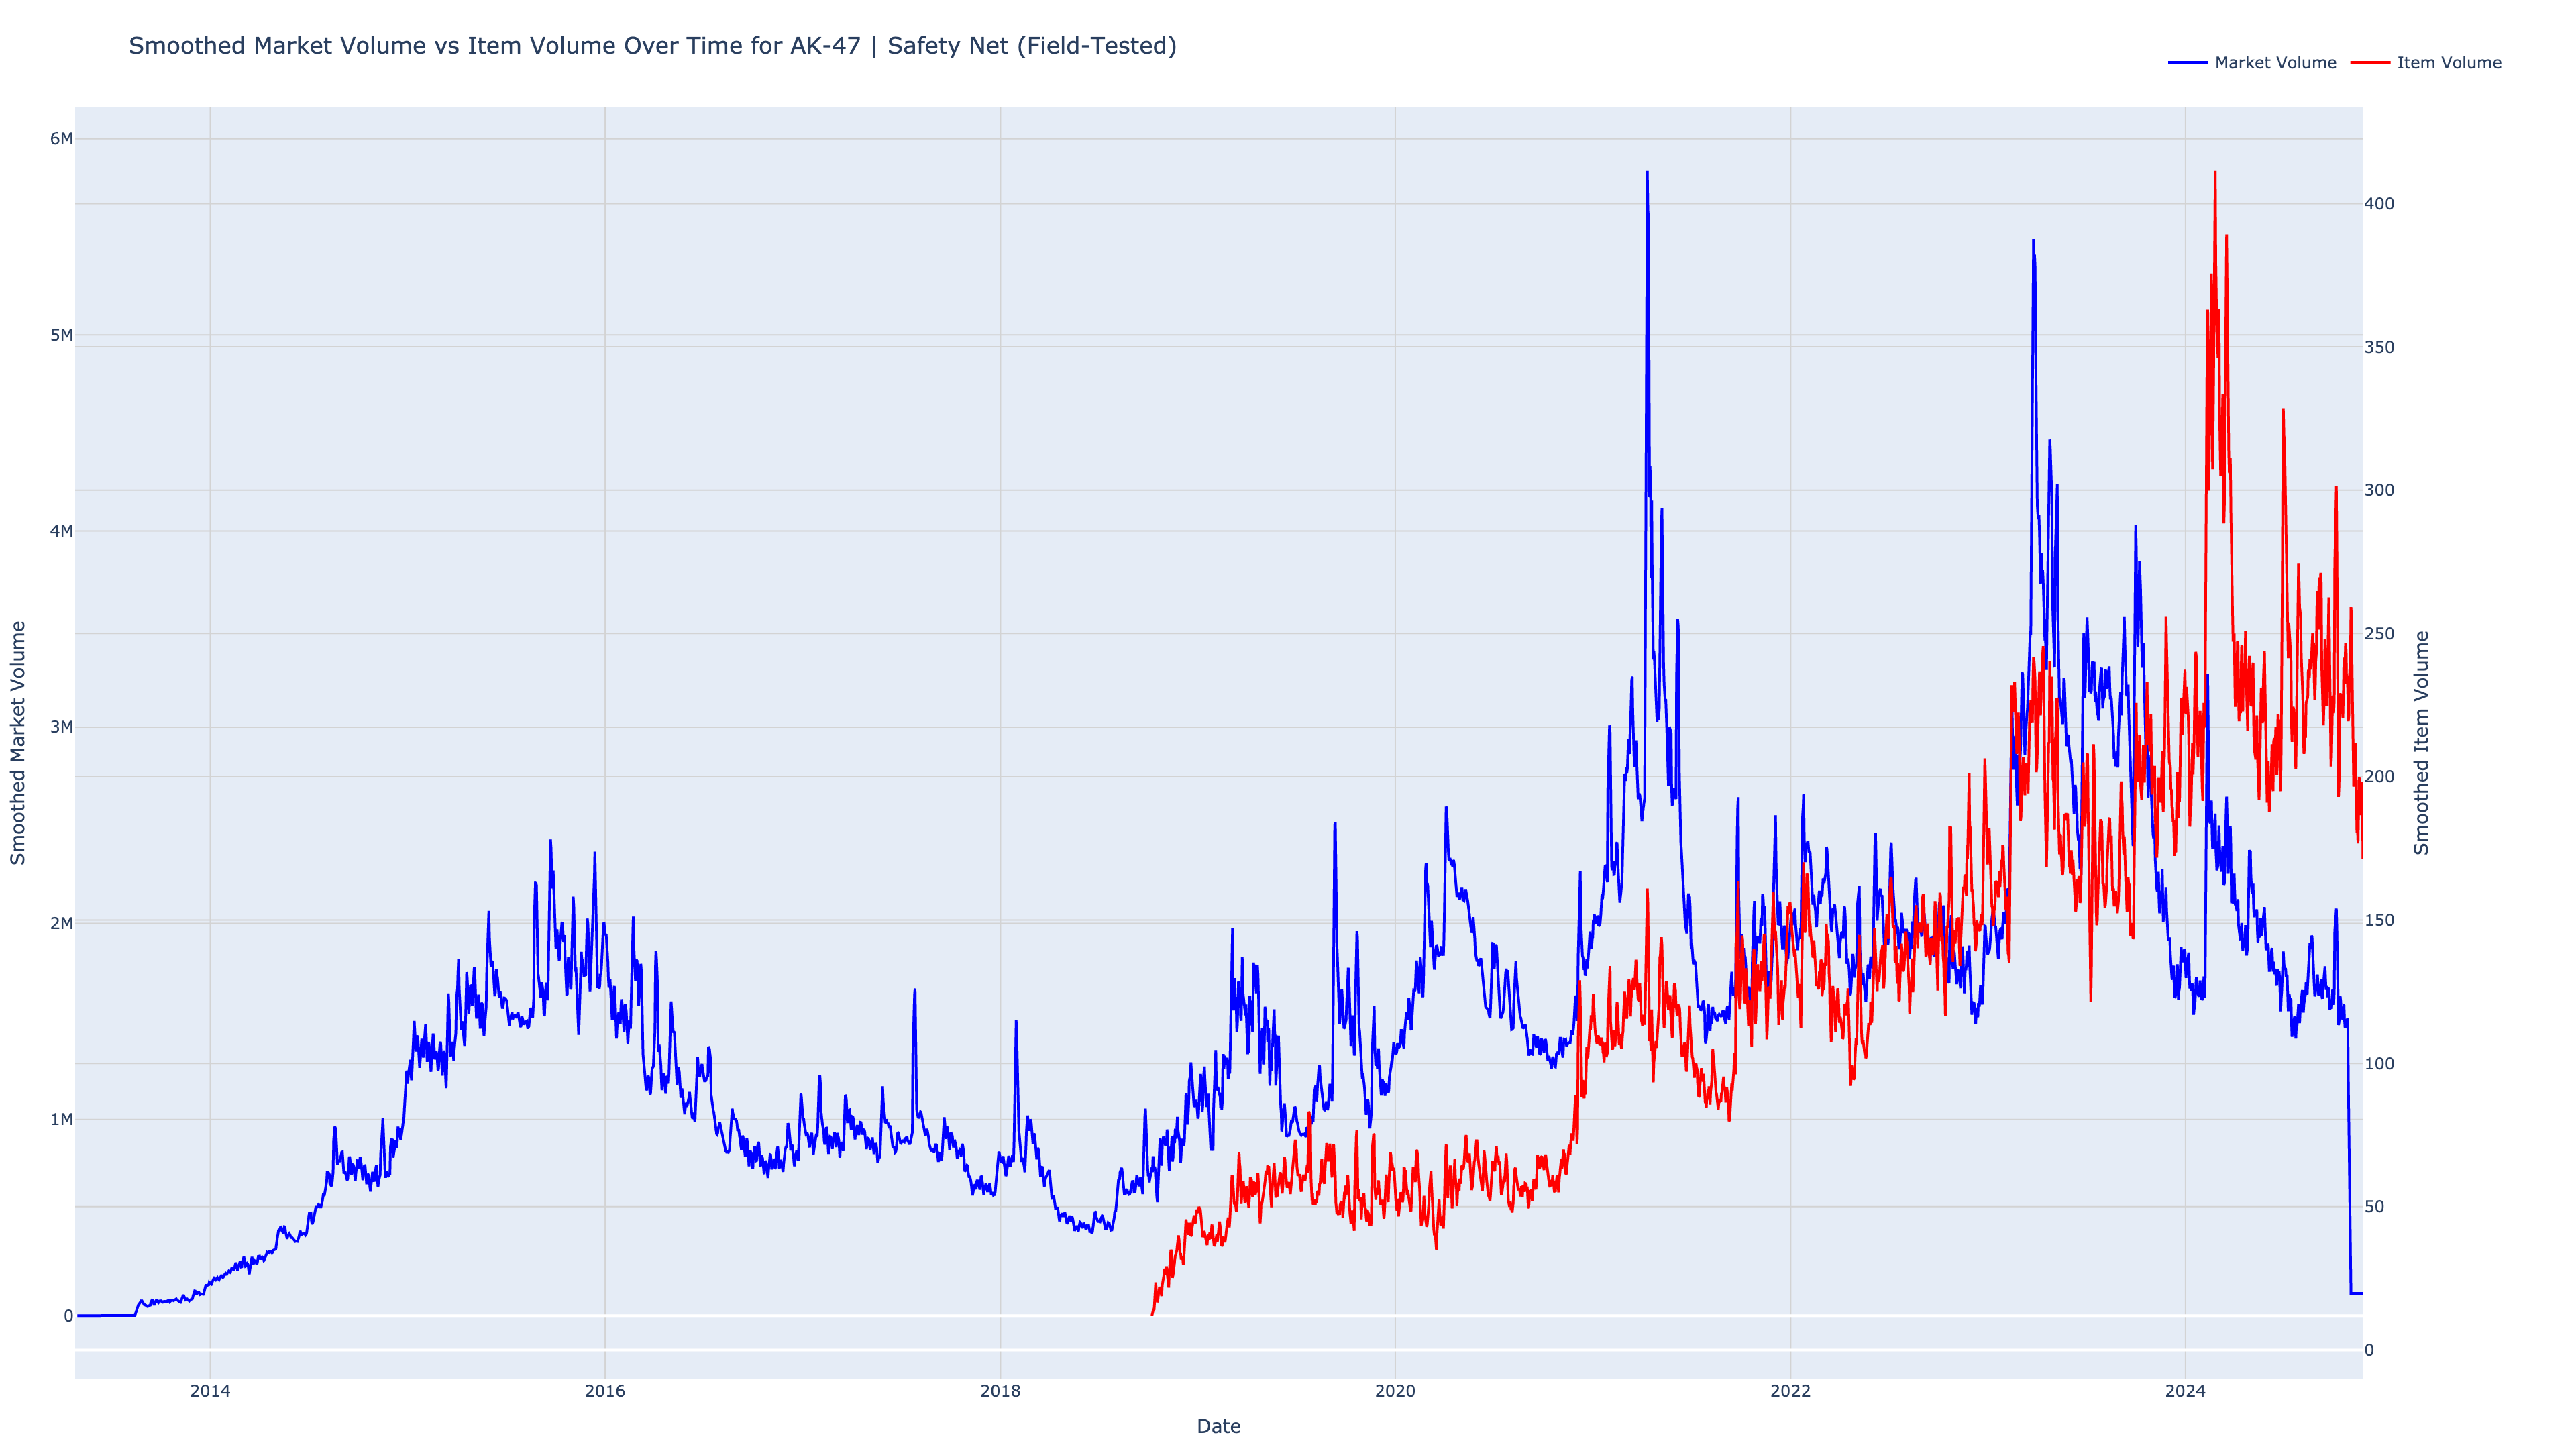 Smoothed Market Volume vs Item Volume Over Time for AK-47 | Safety Net (Field-Tested)
Market Volume
Item Volume
6M
5M
4M
3M
2M
1M
0
Smoothed Market Volume
400
350
300
250
200
150
100
50
0
Smoothed Item Volume
2014
2016
2018
2020
2022
2024
Date